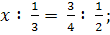 x : 1/3 = 3/4 : 1/2;